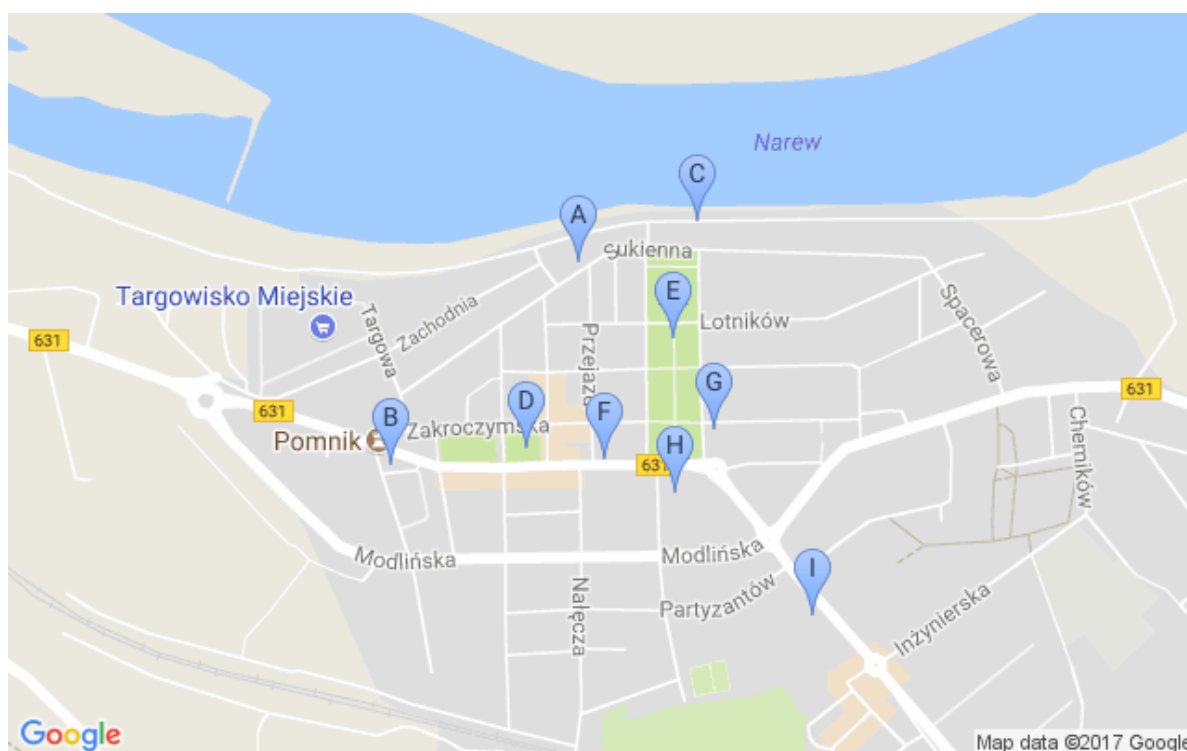 Narew
C
A
Sukienna
Targowisko Miejskie
E
Lotników
Spacerowa
Zachodnia
Targowa
Przejazd
631
631
631
G
D
F
B
Zakroczymska
Pomnik
H
631
Chemików
Modlińska
Modlińska
I
Partyzantów
Nałęcza
Inżynierska
Google
Map data ©2017 Google